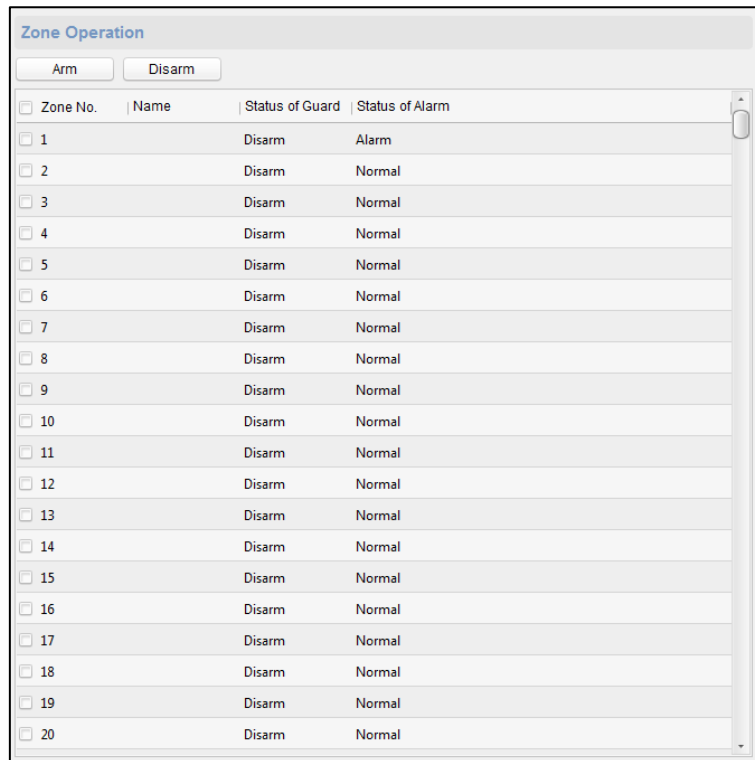 Zone Operation
Arm Disarm
Zone No. Name Status of Guard Status of Alarm
1 Disarm Alarm
2 Disarm Normal
3 Disarm Normal
4 Disarm Normal
5 Disarm Normal
6 Disarm Normal
7 Disarm Normal
8 Disarm Normal
9 Disarm Normal
10 Disarm Normal
11 Disarm Normal
12 Disarm Normal
13 Disarm Normal
14 Disarm Normal
15 Disarm Normal
16 Disarm Normal
17 Disarm Normal
18 Disarm Normal
19 Disarm Normal
20 Disarm Normal